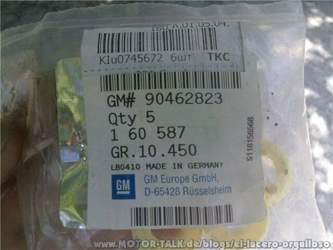 KIu0745672 6шт TKC
GM# 90462823
Qty 5
1 60 587
GR.10.450
L80410 MADE IN GERMANY
GM
GM Europe GmbH,
D-65428 Rüsselsheim
www.MOTOR-TALK.de/blogs/el-lucero-orgulloso